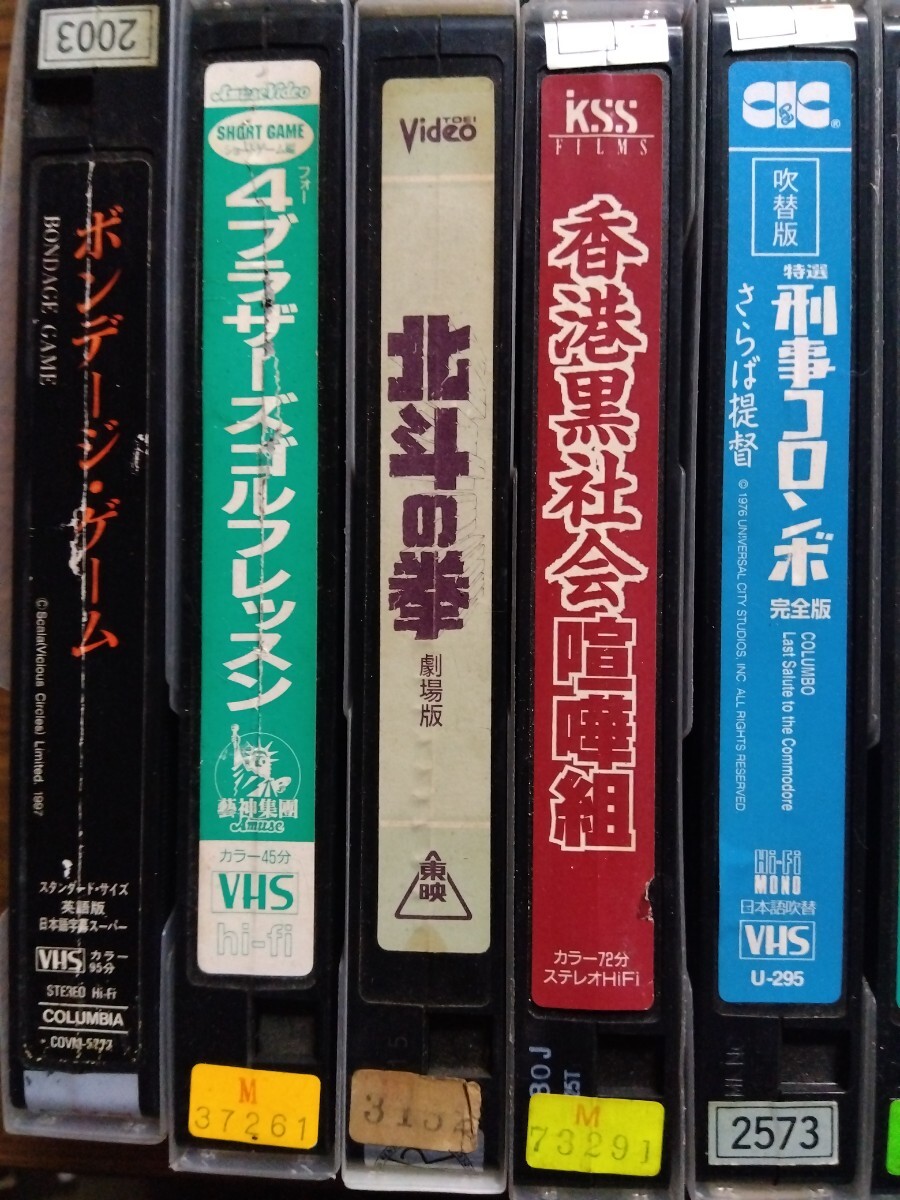 2003
ボンデージ・ゲーム
BONDAGE GAME
© Scala(Vicious Circles) Limited. 1997
スタンダード・サイズ
英語版
日本語字幕スーパー
VHS
カラー
95分
STEREO Hi-Fi
COLUMBIA
Amuse Video
SHORT GAME
ショートゲーム編
フォー
4ブラザーズゴルフレッスン
藝神集團
Amuse
カラー45分
VHS
hi-fi
M
37261
TOEI
Video
北斗の拳
劇場版
東映
KSS
FILMS
香港黒社会喧嘩組
カラー72分
ステレオHiFi
M
73291
CIC
吹替版
特選
刑事コロンボ
完全版
さらば提督
© 1976 UNIVERSAL CITY STUDIOS, INC. ALL RIGHTS RESERVED
COLUMBO
Last Salute to the Commodore
Hi-Fi
MONO
日本語吹替
VHS
U-295
2573